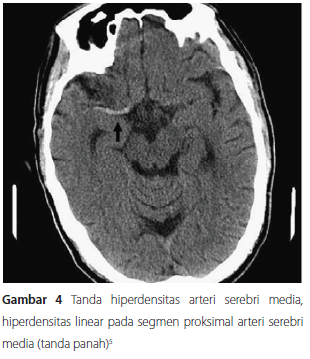 Gambar 4 Tanda hiperdensitas arteri serebri media,
hiperdensitas linear pada segmen proksimal arteri serebri
media (tanda panah)⁵